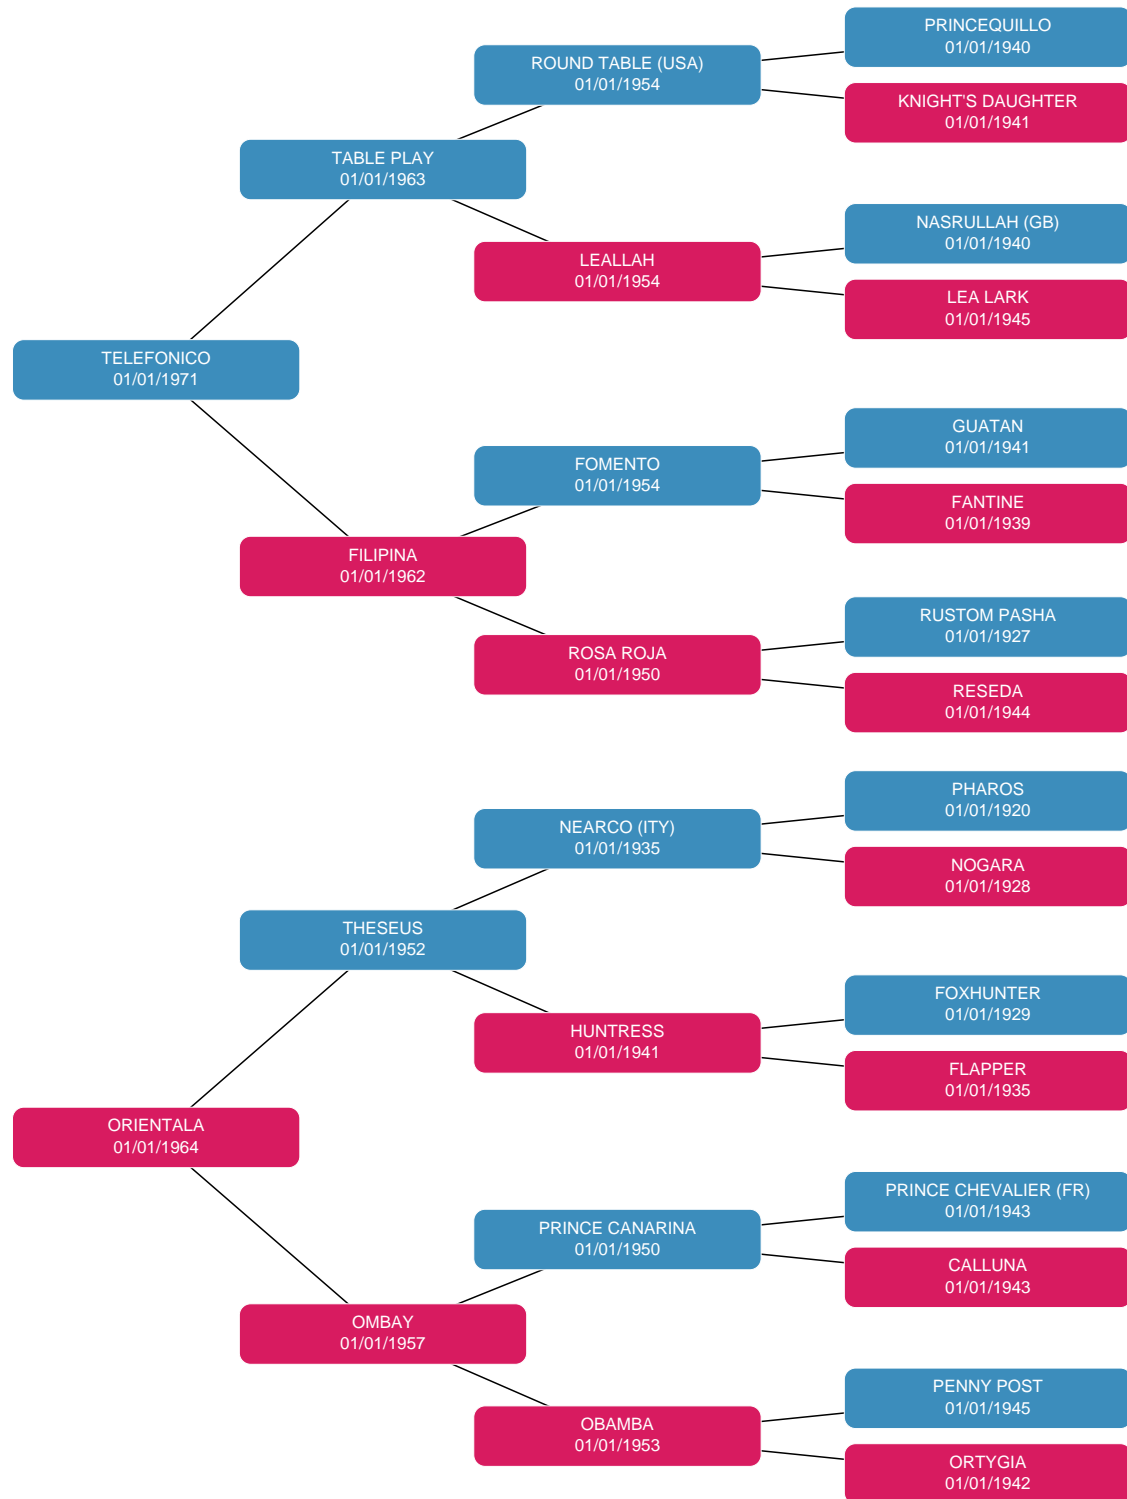 PRINCEQUILLO
01/01/1940
ROUND TABLE (USA)
01/01/1954
KNIGHT'S DAUGHTER
01/01/1941
TABLE PLAY
01/01/1963
NASRULLAH (GB)
01/01/1940
LEALLAH
01/01/1954
LEA LARK
01/01/1945
TELEFONICO
01/01/1971
GUATAN
01/01/1941
FOMENTO
01/01/1954
FANTINE
01/01/1939
FILIPINA
01/01/1962
RUSTOM PASHA
01/01/1927
ROSA ROJA
01/01/1950
RESEDA
01/01/1944
PHAROS
01/01/1920
NEARCO (ITY)
01/01/1935
NOGARA
01/01/1928
THESEUS
01/01/1952
FOXHUNTER
01/01/1929
HUNTRESS
01/01/1941
FLAPPER
01/01/1935
ORIENTALA
01/01/1964
PRINCE CHEVALIER (FR)
01/01/1943
PRINCE CANARINA
01/01/1950
CALLUNA
01/01/1943
OMBAY
01/01/1957
PENNY POST
01/01/1945
OBAMBA
01/01/1953
ORTYGIA
01/01/1942